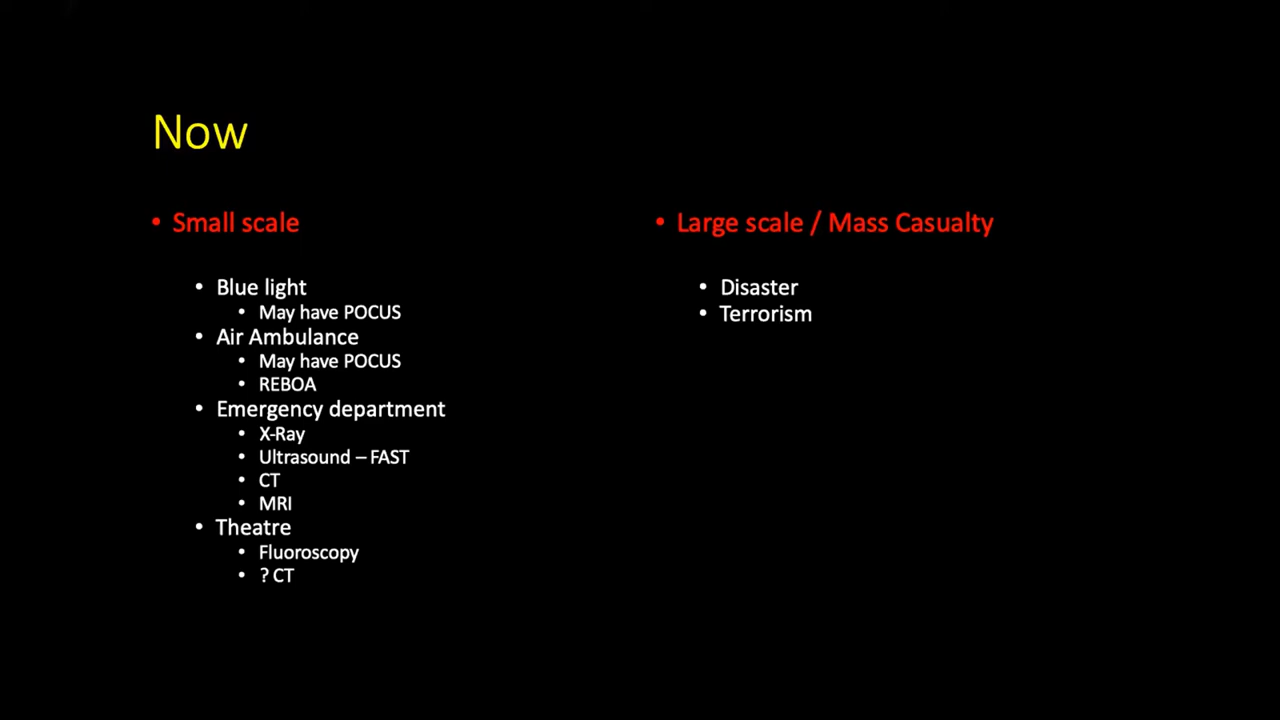 Now
• Small scale
• Blue light
• May have POCUS
• Air Ambulance
• May have POCUS
• REBOA
• Emergency department
• X-Ray
• Ultrasound – FAST
• CT
• MRI
• Theatre
• Fluoroscopy
• ? CT
• Large scale / Mass Casualty
• Disaster
• Terrorism